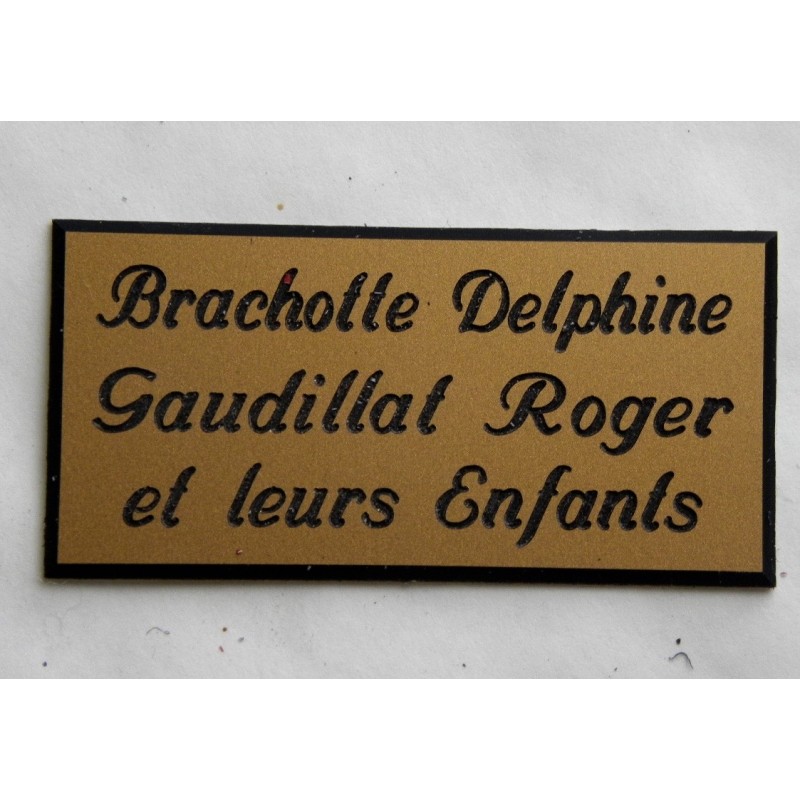 Brachotte Delphine
Gaudillat Roger
et leurs Enfants